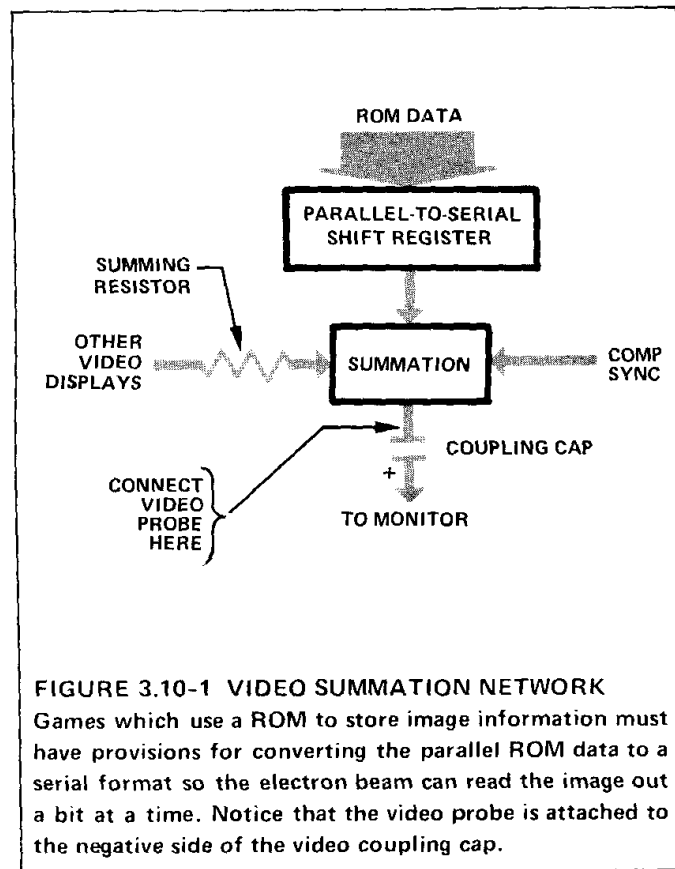 ROM DATA
PARALLEL-TO-SERIAL
SHIFT REGISTER
SUMMING
RESISTOR
OTHER
VIDEO
DISPLAYS
SUMMATION
COMP
SYNC
COUPLING CAP
+
CONNECT
VIDEO
PROBE
HERE
TO MONITOR
FIGURE 3.10-1 VIDEO SUMMATION NETWORK
Games which use a ROM to store image information must
have provisions for converting the parallel ROM data to a
serial format so the electron beam can read the image out
a bit at a time. Notice that the video probe is attached to
the negative side of the video coupling cap.